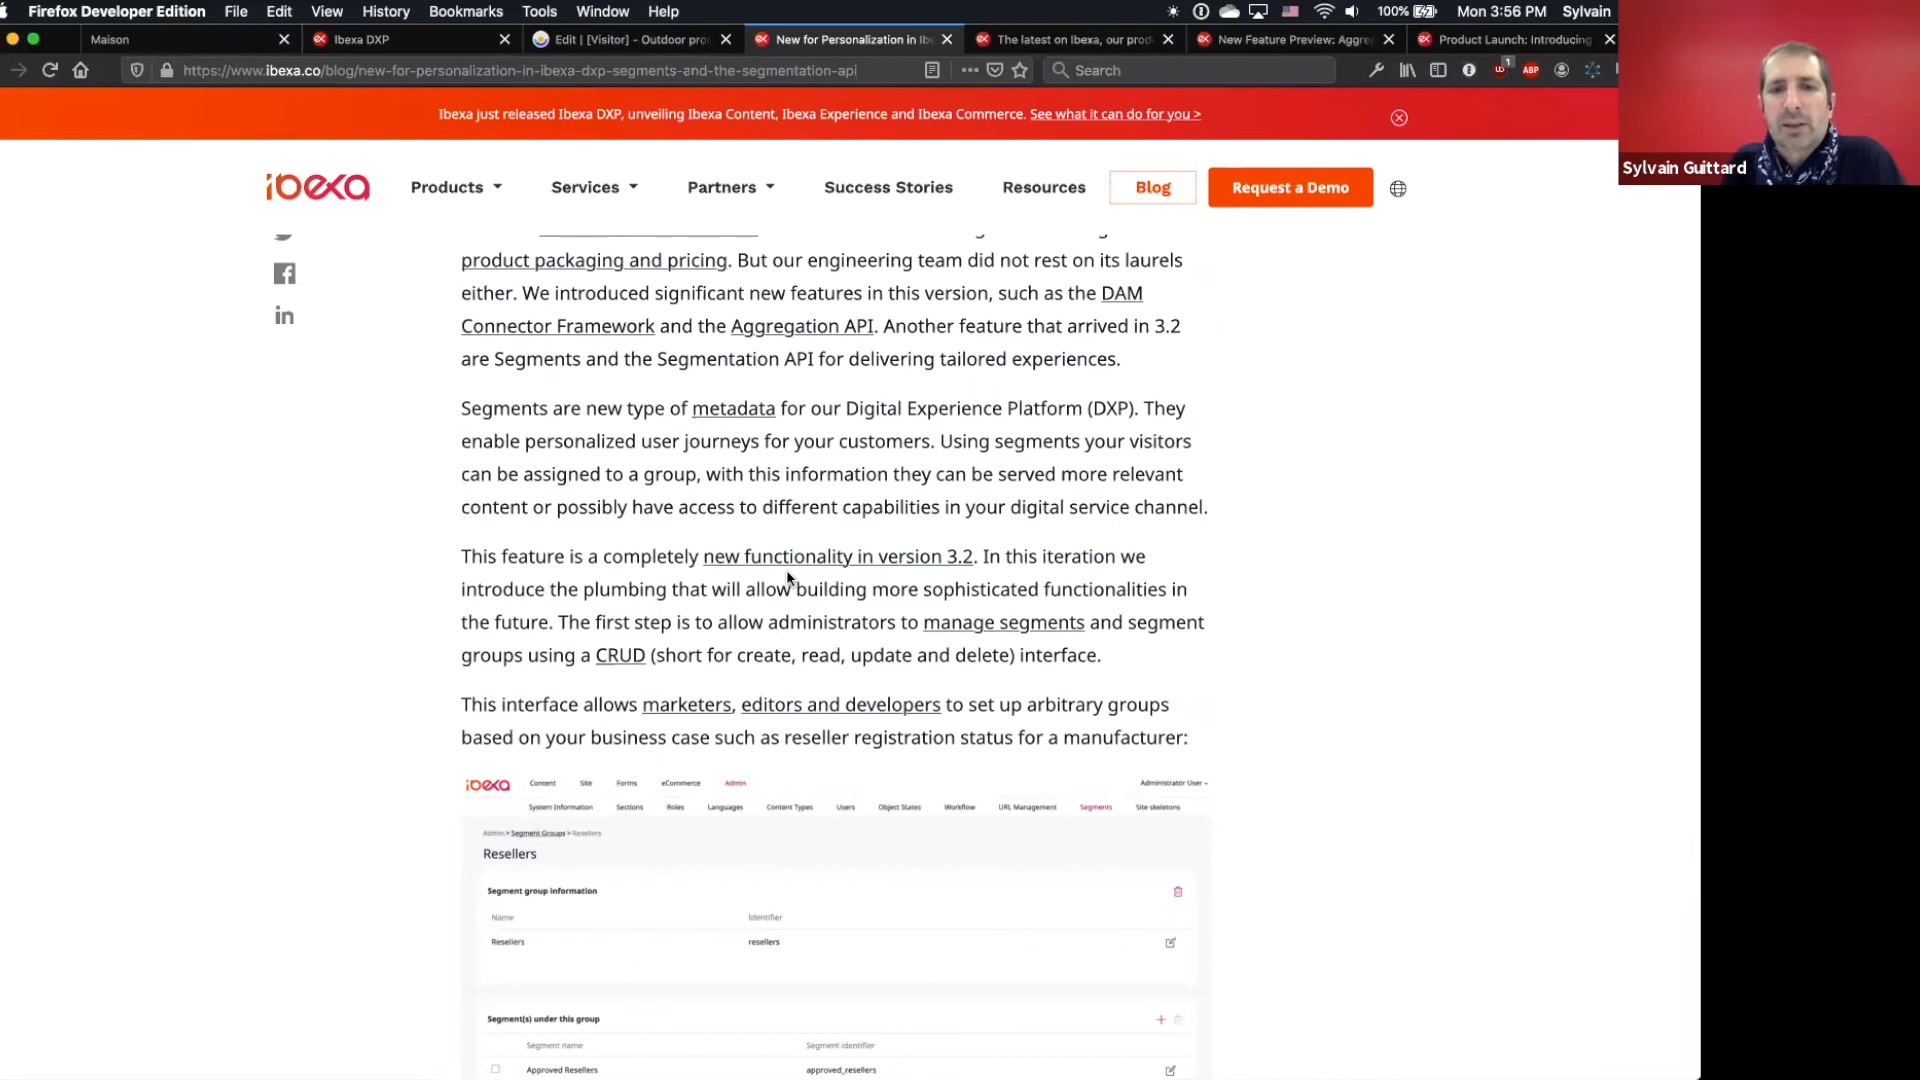 Firefox Developer Edition File Edit View History Bookmarks Tools Window Help 100% Mon 3:56 PM Sylvain
Maison Ibexa DXP Edit | [Visitor] - Outdoor pro New for Personalization in Ib The latest on Ibexa, our prod New Feature Preview: Aggre Product Launch: Introducing
https://www.ibexa.co/blog/new-for-personalization-in-ibexa-dxp-segments-and-the-segmentation-api Search 1 ABP
Ibexa just released Ibexa DXP, unveiling Ibexa Content, Ibexa Experience and Ibexa Commerce. See what it can do for you >
Sylvain Guittard
ibexa Products Services Partners Success Stories Resources Blog Request a Demo
product packaging and pricing. But our engineering team did not rest on its laurels
either. We introduced significant new features in this version, such as the DAM
Connector Framework and the Aggregation API. Another feature that arrived in 3.2
are Segments and the Segmentation API for delivering tailored experiences.
Segments are new type of metadata for our Digital Experience Platform (DXP). They
enable personalized user journeys for your customers. Using segments your visitors
can be assigned to a group, with this information they can be served more relevant
content or possibly have access to different capabilities in your digital service channel.
This feature is a completely new functionality in version 3.2. In this iteration we
introduce the plumbing that will allow building more sophisticated functionalities in
the future. The first step is to allow administrators to manage segments and segment
groups using a CRUD (short for create, read, update and delete) interface.
This interface allows marketers, editors and developers to set up arbitrary groups
based on your business case such as reseller registration status for a manufacturer:
ibexa Content Site Forms eCommerce Admin Administrator User
System Information Sections Roles Languages Content Types Users Object States Workflow URL Management Segments Site skeletons
Admin > Segment Groups > Resellers
Resellers
Segment group information
Name Identifier
Resellers resellers
Segment(s) under this group
Segment name Segment identifier
Approved Resellers approved_resellers